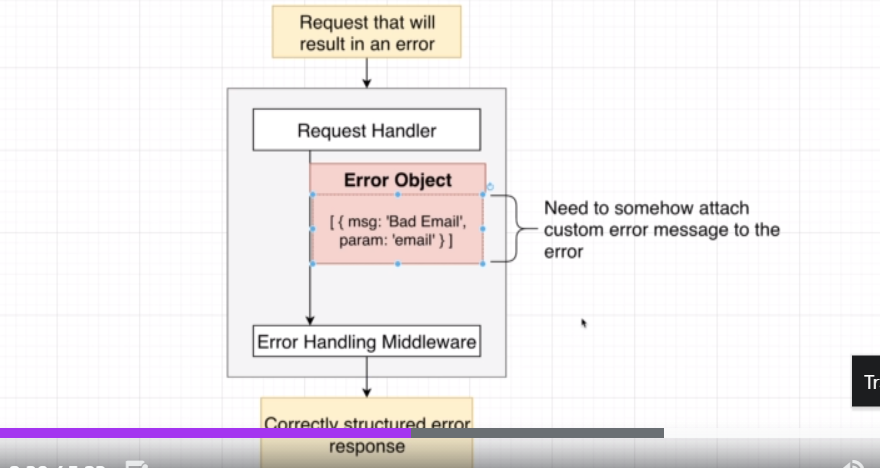 Request that will
result in an error
Request Handler
Error Object
[ { msg: 'Bad Email',
param: 'email' } ]
Need to somehow attach
custom error message to the
error
Error Handling Middleware
Correctly structured error
response
Tr